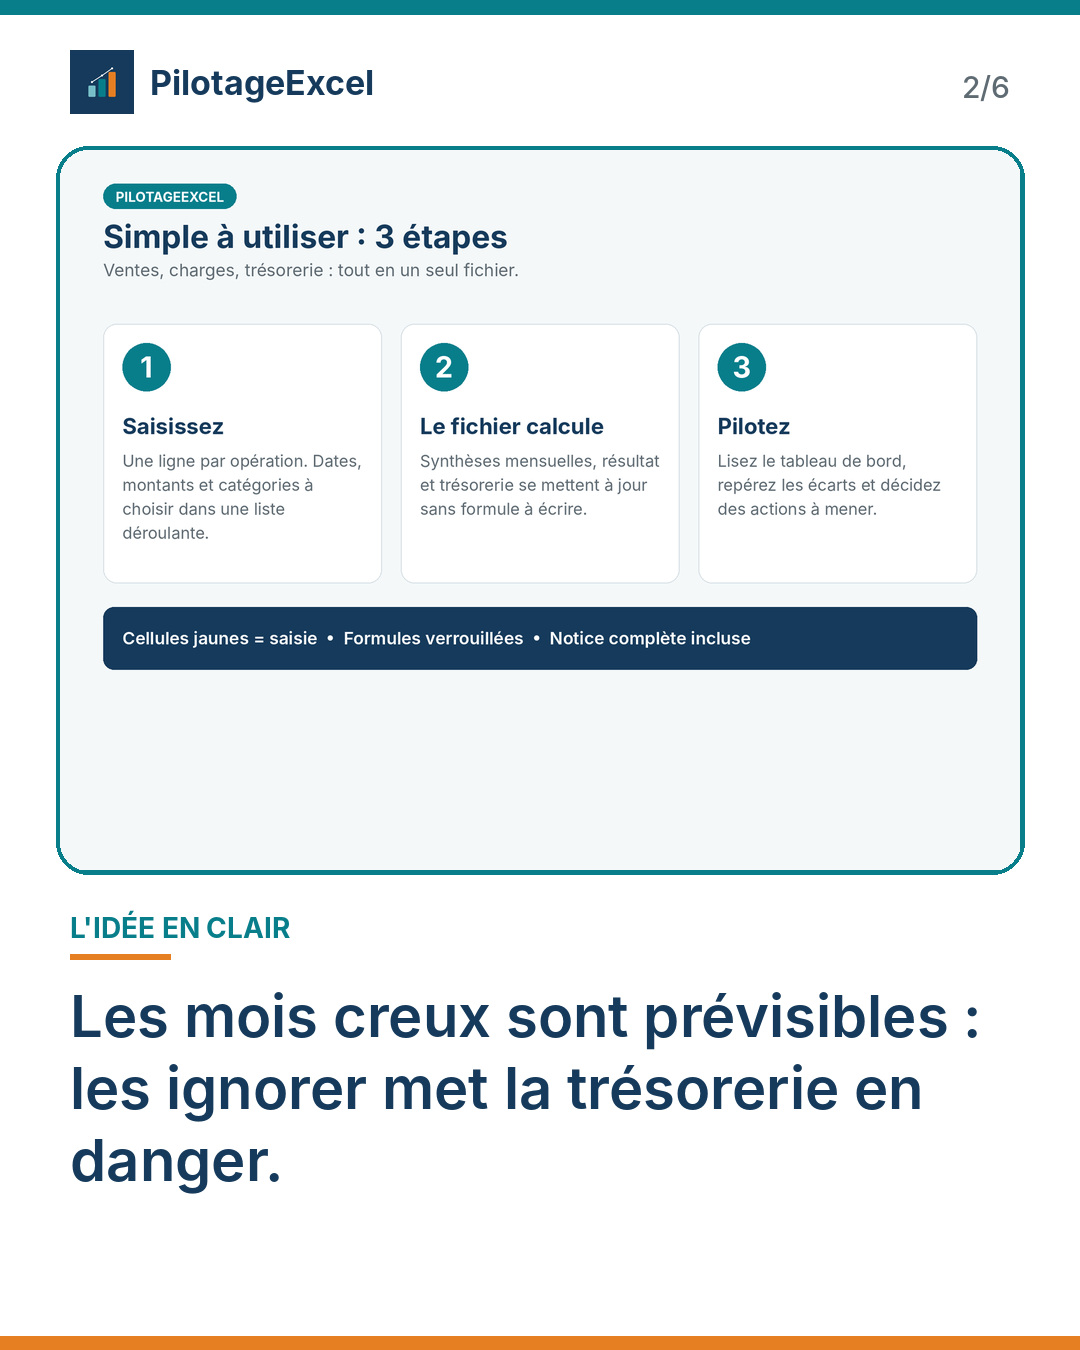 PilotageExcel
2/6
PILOTAGEEXCEL
Simple à utiliser : 3 étapes
Ventes, charges, trésorerie : tout en un seul fichier.
1
Saisissez
Une ligne par opération. Dates,
montants et catégories à
choisir dans une liste
déroulante.
2
Le fichier calcule
Synthèses mensuelles, résultat
et trésorerie se mettent à jour
sans formule à écrire.
3
Pilotez
Lisez le tableau de bord,
repérez les écarts et décidez
des actions à mener.
Cellules jaunes = saisie • Formules verrouillées • Notice complète incluse
L'IDÉE EN CLAIR
Les mois creux sont prévisibles :
les ignorer met la trésorerie en
danger.